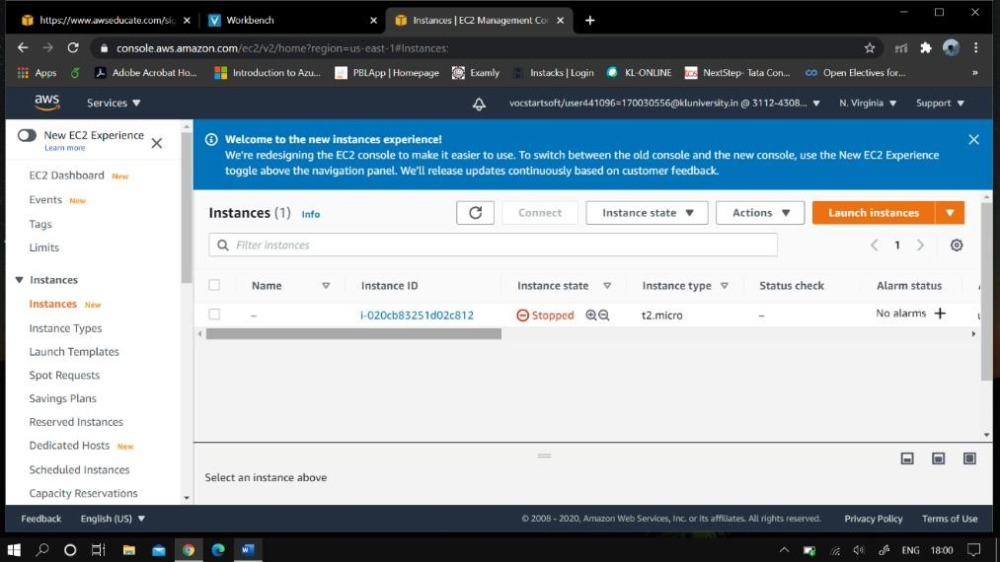 https://www.awseducate.com/sig
Workbench
Instances | EC2 Management Con
console.aws.amazon.com/ec2/v2/home?region=us-east-1#Instances:
Apps Adobe Acrobat Ho... Introduction to Azu... PBLApp | Homepage Examly Instacks | Login KL-ONLINE NextStep- Tata Con... Open Electives for... »
aws Services vocstartsoft/user441096=170030556@kluniversity.in @ 3112-4308... N. Virginia Support
New EC2 Experience
Learn more
EC2 Dashboard New
Events New
Tags
Limits
Instances
Instances New
Instance Types
Launch Templates
Spot Requests
Savings Plans
Reserved Instances
Dedicated Hosts New
Scheduled Instances
Capacity Reservations
Welcome to the new instances experience!
We're redesigning the EC2 console to make it easier to use. To switch between the old console and the new console, use the New EC2 Experience
toggle above the navigation panel. We'll release updates continuously based on customer feedback.
Instances (1) Info Connect Instance state Actions Launch instances
Filter instances 1
Name Instance ID Instance state Instance type Status check Alarm status
– i-020cb83251d02c812 Stopped t2.micro – No alarms +
Select an instance above
Feedback English (US) © 2008 - 2020, Amazon Web Services, Inc. or its affiliates. All rights reserved. Privacy Policy Terms of Use
ENG 18:00